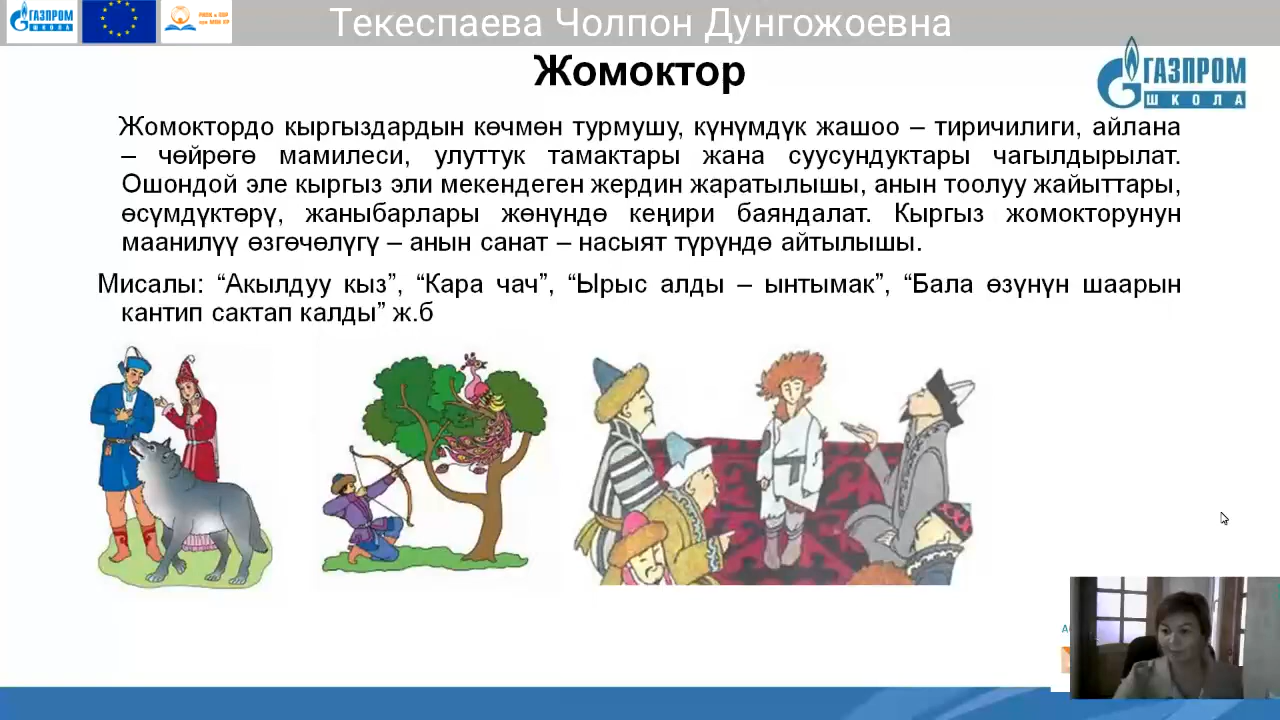 ГАЗПРОМ
ШКОЛА
Текеспаева Чолпон Дунгожоевна
Жомоктор
ГАЗПРОМ
ШКОЛА
Жомоктордо кыргыздардын көчмөн турмушу, күнүмдүк жашоо – тиричилиги, айлана
– чөйрөгө мамилеси, улуттук тамактары жана суусундуктары чагылдырылат.
Ошондой эле кыргыз эли мекендеген жердин жаратылышы, анын тоолуу жайыттары,
өсүмдүктөрү, жаныбарлары жөнүндө кеңири баяндалат. Кыргыз жомокторунун
маанилүү өзгөчөлүгү – анын санат – насыят түрүндө айтылышы.
Мисалы: “Акылдуу кыз”, “Кара чач”, “Ырыс алды – ынтымак”, “Бала өзүнүн шаарын
кантип сактап калды” ж.б